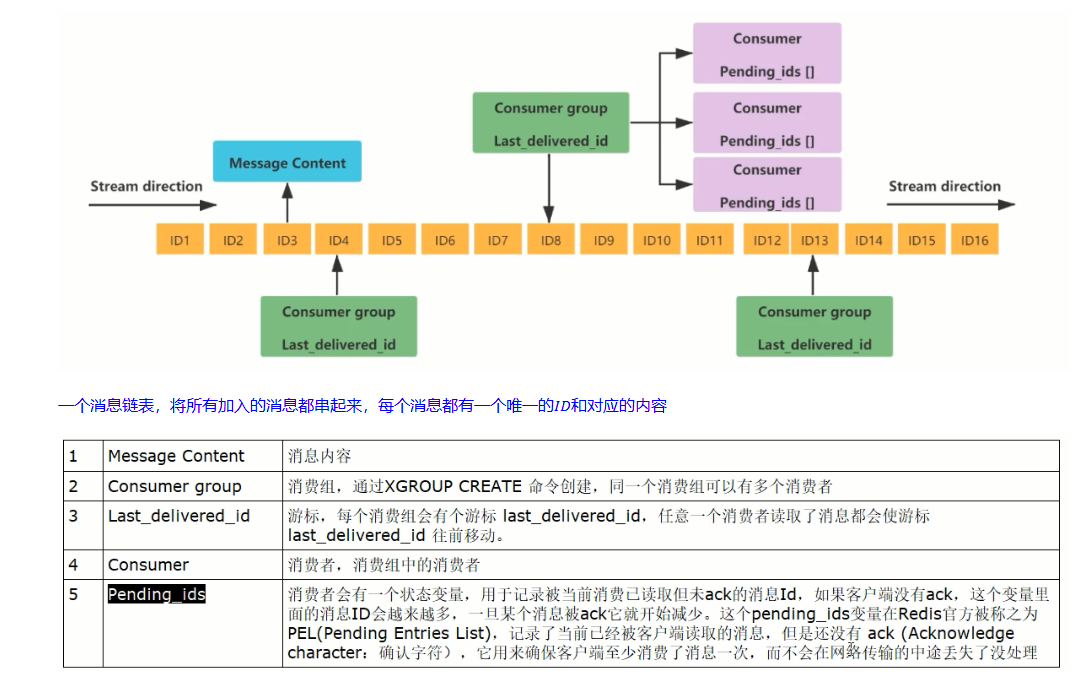 Consumer
Pending_ids []
Consumer group
Last_delivered_id
Consumer
Pending_ids []
Message Content
Consumer
Pending_ids []
Stream direction
Stream direction
ID1 ID2 ID3 ID4 ID5 ID6 ID7 ID8 ID9 ID10 ID11 ID12 ID13 ID14 ID15 ID16
Consumer group
Last_delivered_id
Consumer group
Last_delivered_id
一个消息链表，将所有加入的消息都串起来，每个消息都有一个唯一的ID和对应的内容
1 Message Content 消息内容
2 Consumer group 消费组，通过XGROUP CREATE 命令创建，同一个消费组可以有多个消费者
3 Last_delivered_id 游标，每个消费组会有个游标 last_delivered_id，任意一个消费者读取了消息都会使游标
last_delivered_id 往前移动。
4 Consumer 消费者，消费组中的消费者
5 Pending_ids 消费者会有一个状态变量，用于记录被当前消费已读取但未ack的消息Id，如果客户端没有ack，这个变量里
面的消息ID会越来越多，一旦某个消息被ack它就开始减少。这个pending_ids变量在Redis官方被称之为
PEL(Pending Entries List)，记录了当前已经被客户端读取的消息，但是还没有 ack (Acknowledge
character：确认字符），它用来确保客户端至少消费了消息一次，而不会在网络传输的中途丢失了没处理